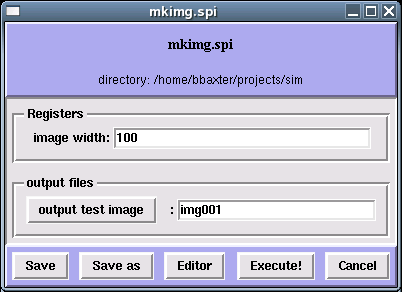 mkimg.spi
mkimg.spi
directory: /home/bbaxter/projects/sim
Registers
image width: 100
output files
output test image : img001
Save Save as Editor Execute! Cancel